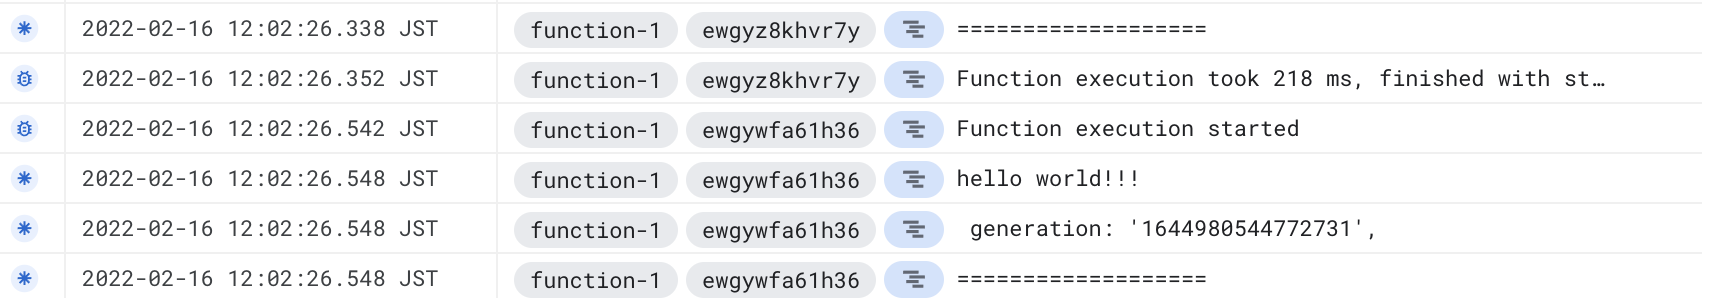 2022-02-16 12:02:26.338 JST function-1 ewgyz8khvr7y ===================
2022-02-16 12:02:26.352 JST function-1 ewgyz8khvr7y Function execution took 218 ms, finished with st…
2022-02-16 12:02:26.542 JST function-1 ewgywfa61h36 Function execution started
2022-02-16 12:02:26.548 JST function-1 ewgywfa61h36 hello world!!!
2022-02-16 12:02:26.548 JST function-1 ewgywfa61h36 generation: '1644980544772731',
2022-02-16 12:02:26.548 JST function-1 ewgywfa61h36 ===================